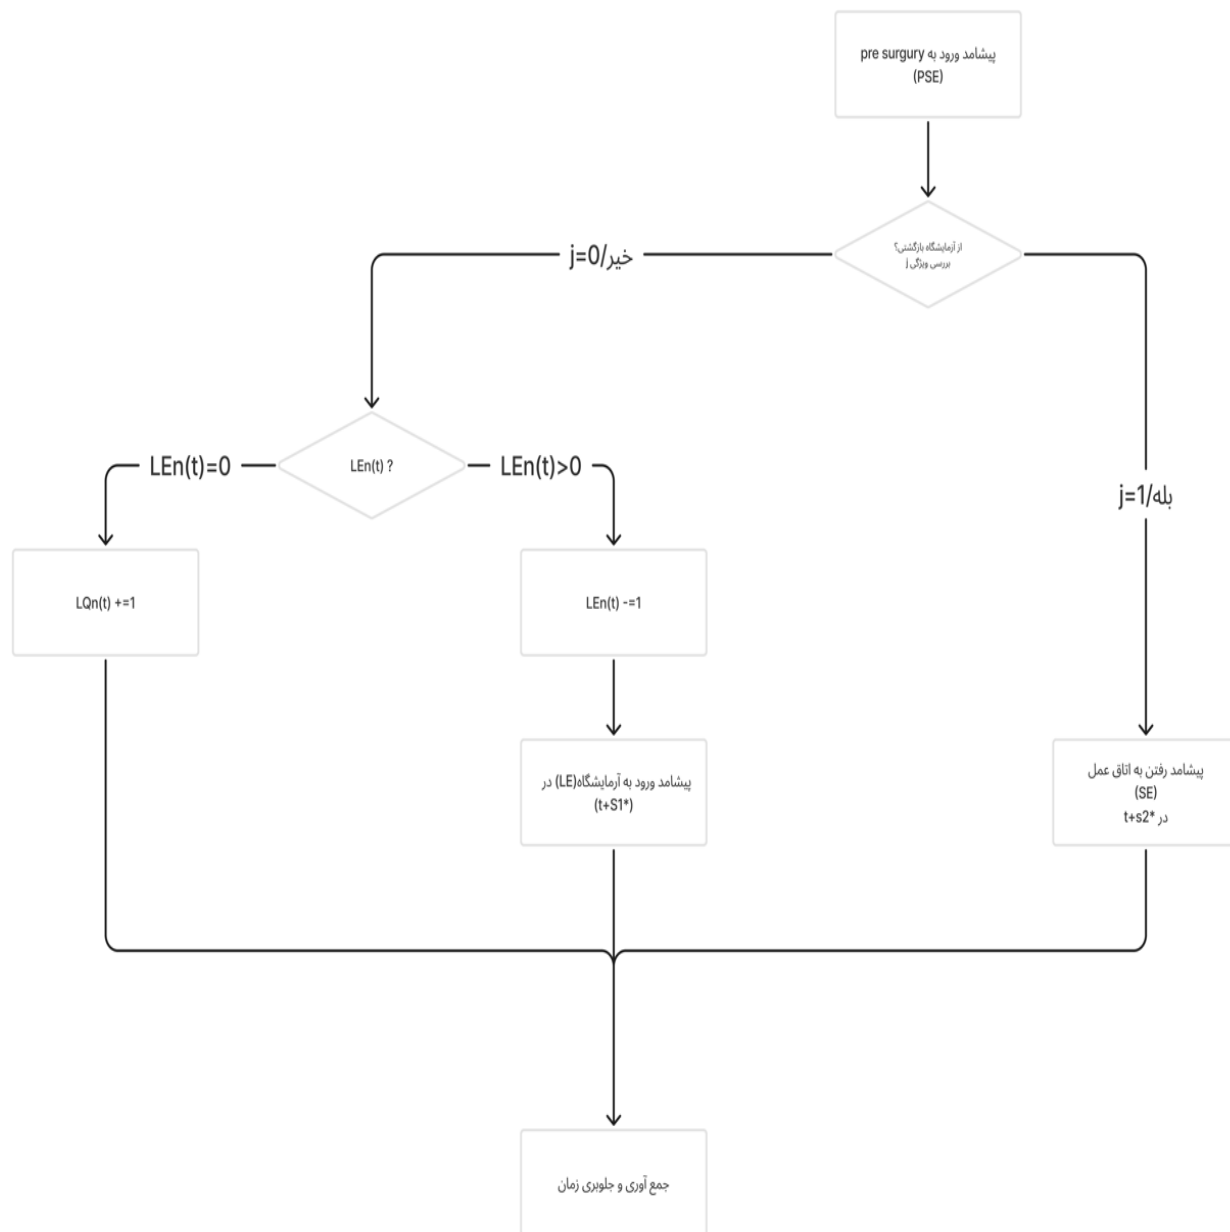 پیشامد ورود به pre surgury
(PSE)
از آزمایشگاه بازگشتی؟
بررسی ویژگی j
خیر/j=0
LEn(t) ?
LEn(t)=0
LEn(t)>0
بله/j=1
LQn(t) +=1
LEn(t) -=1
پیشامد ورود به آرمایشگاه(LE) در
(t+S1*)
پیشامد رفتن به اتاق عمل
(SE)
در t+s2*
جمع آوری و جلوبری زمان